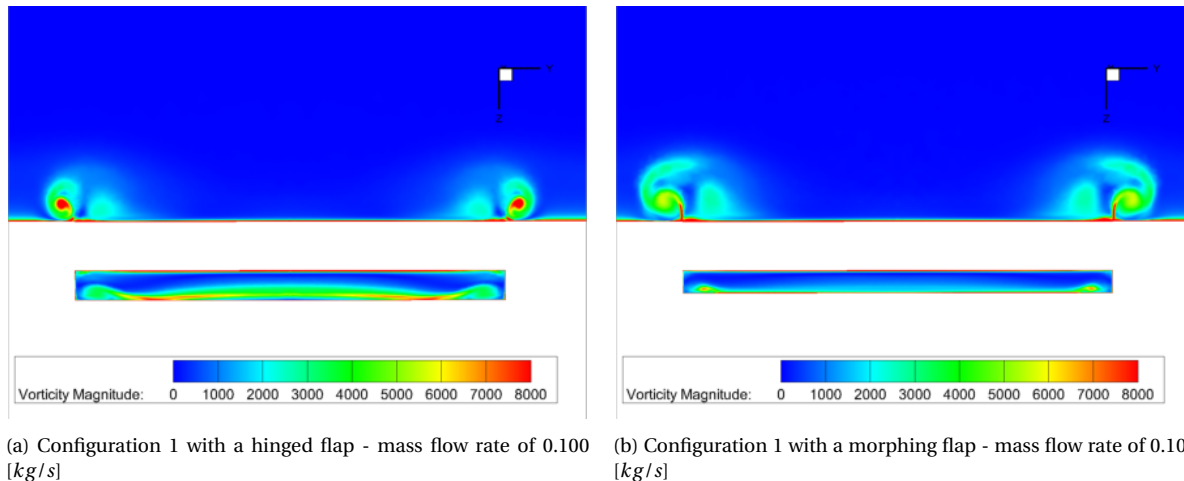 Y
Z
Y
Z
Vorticity Magnitude: 0 1000 2000 3000 4000 5000 6000 7000 8000
Vorticity Magnitude: 0 1000 2000 3000 4000 5000 6000 7000 8000
(a) Configuration 1 with a hinged flap - mass flow rate of 0.100
[kg/s]
(b) Configuration 1 with a morphing flap - mass flow rate of 0.10
[kg/s]